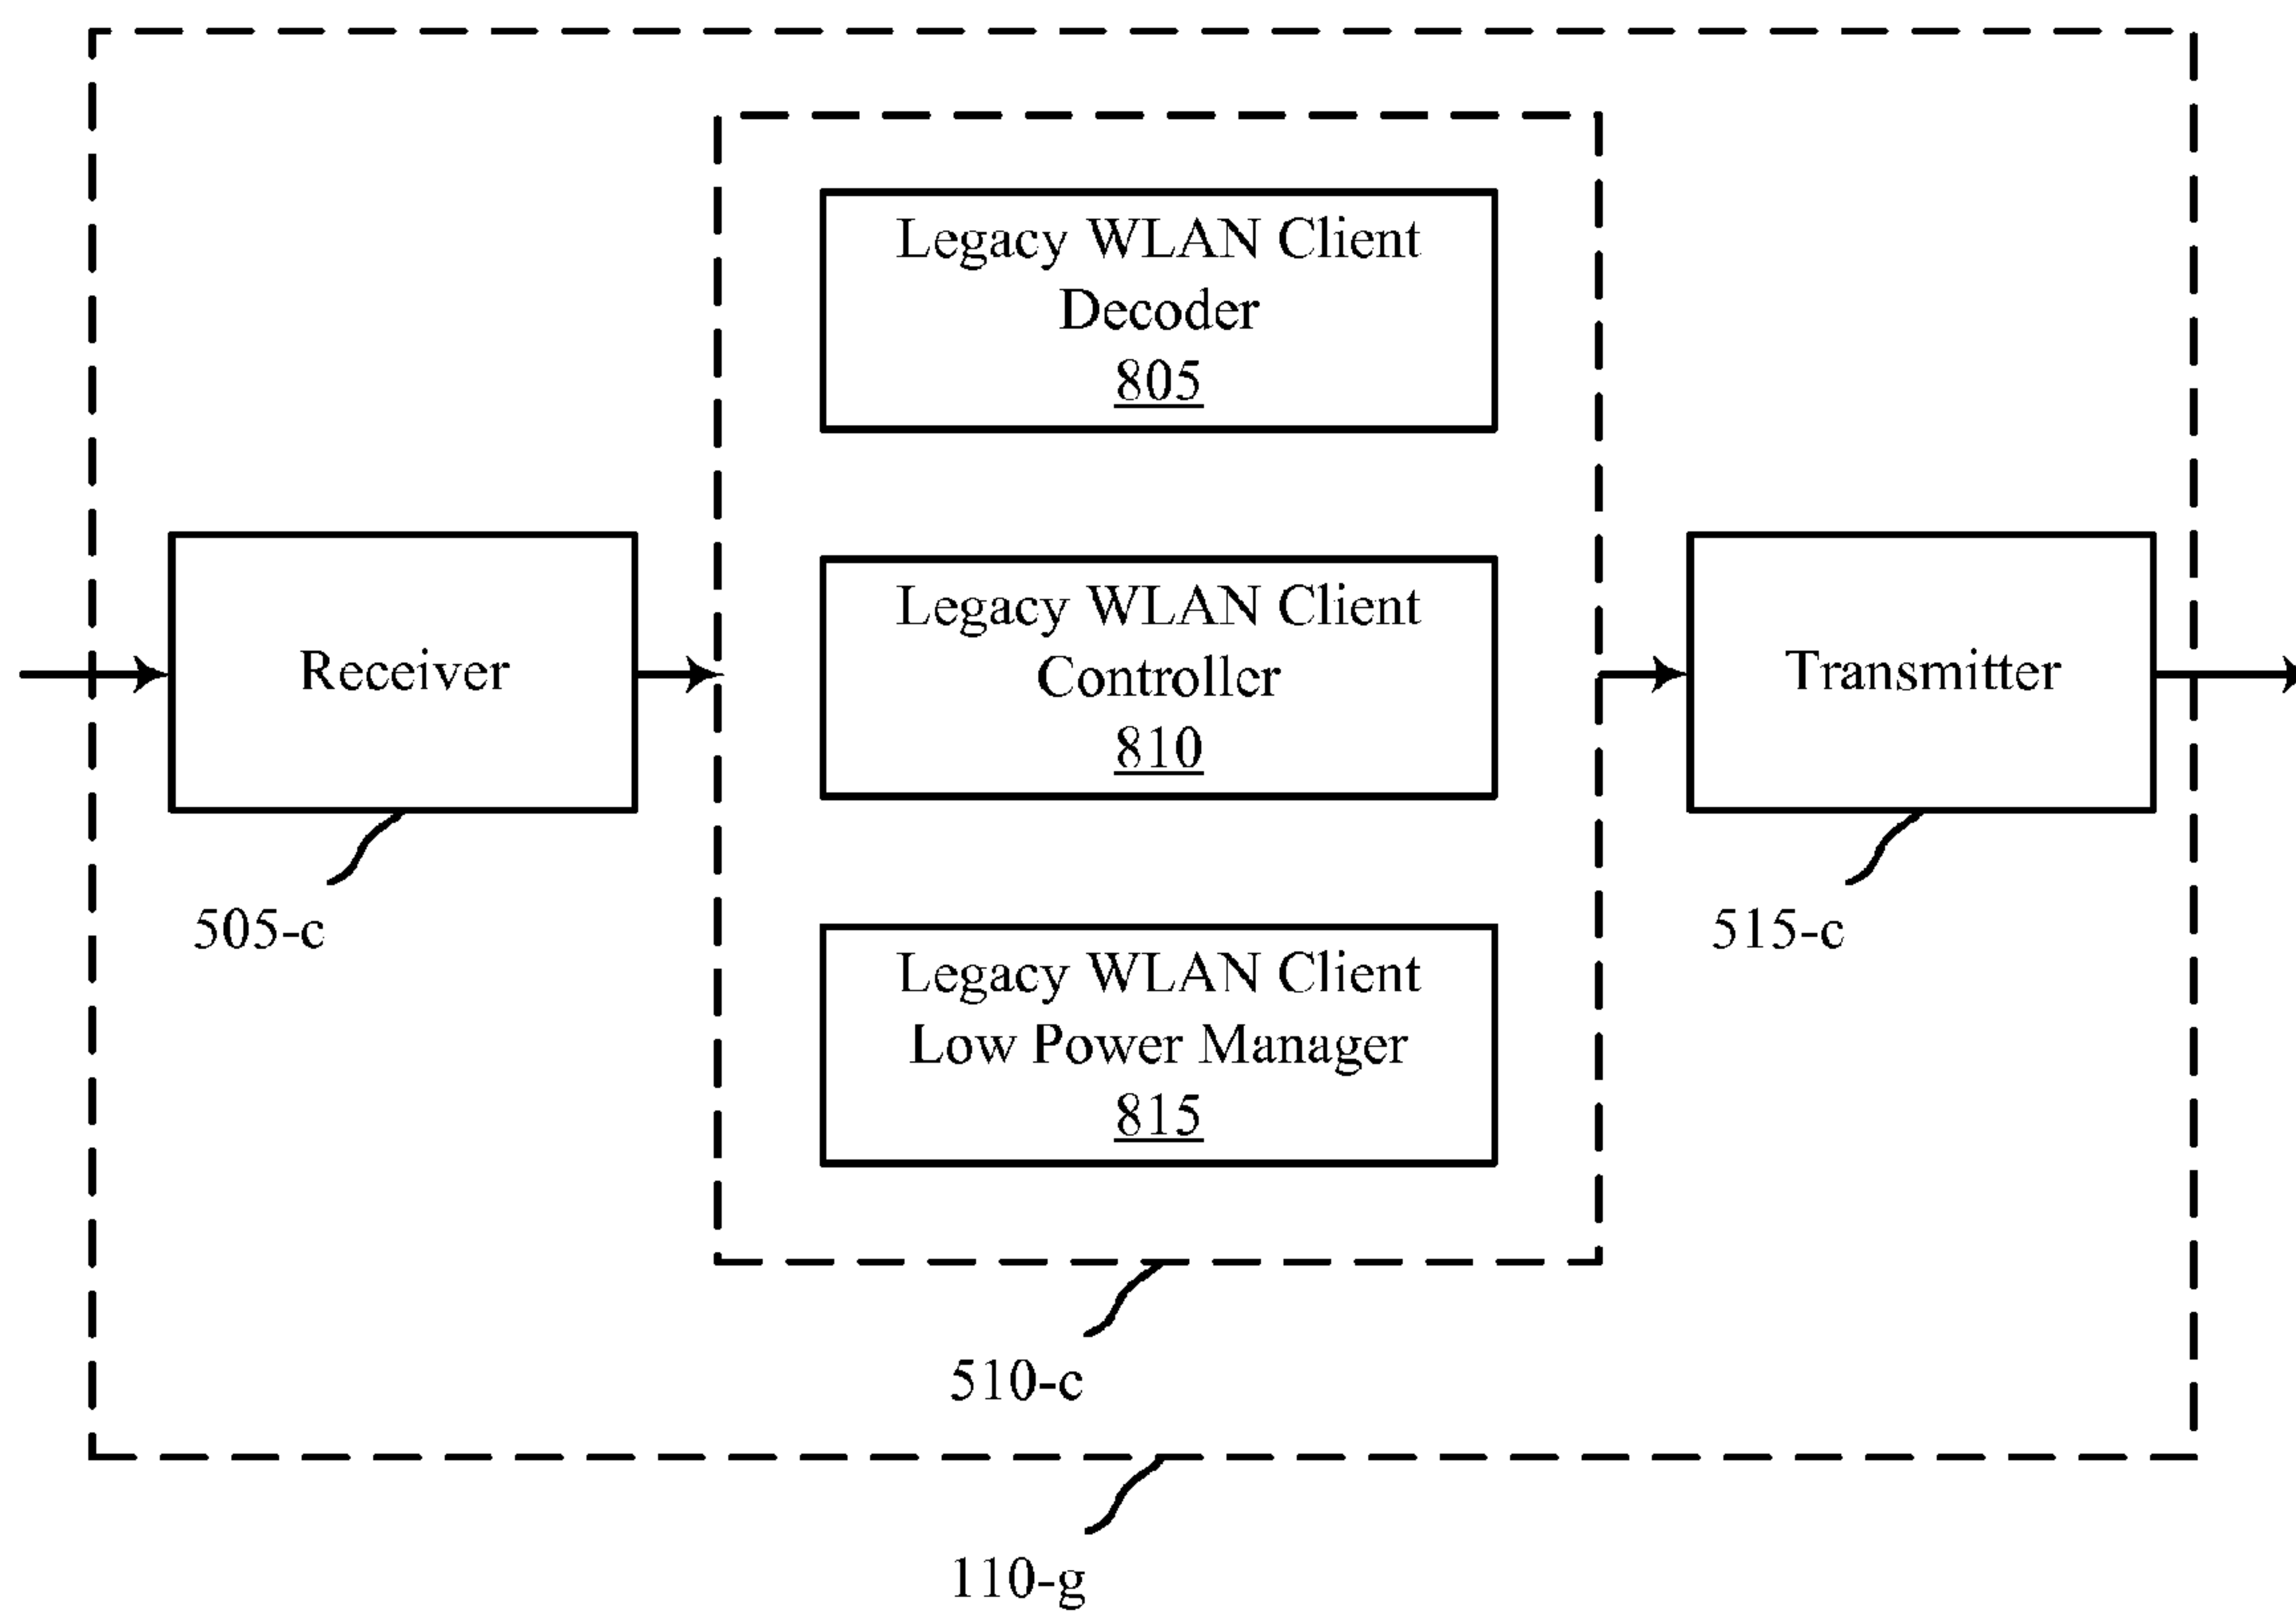 Legacy WLAN Client
Decoder
805
Receiver
Legacy WLAN Client
Controller
810
Transmitter
505-c
515-c
Legacy WLAN Client
Low Power Manager
815
510-c
110-g